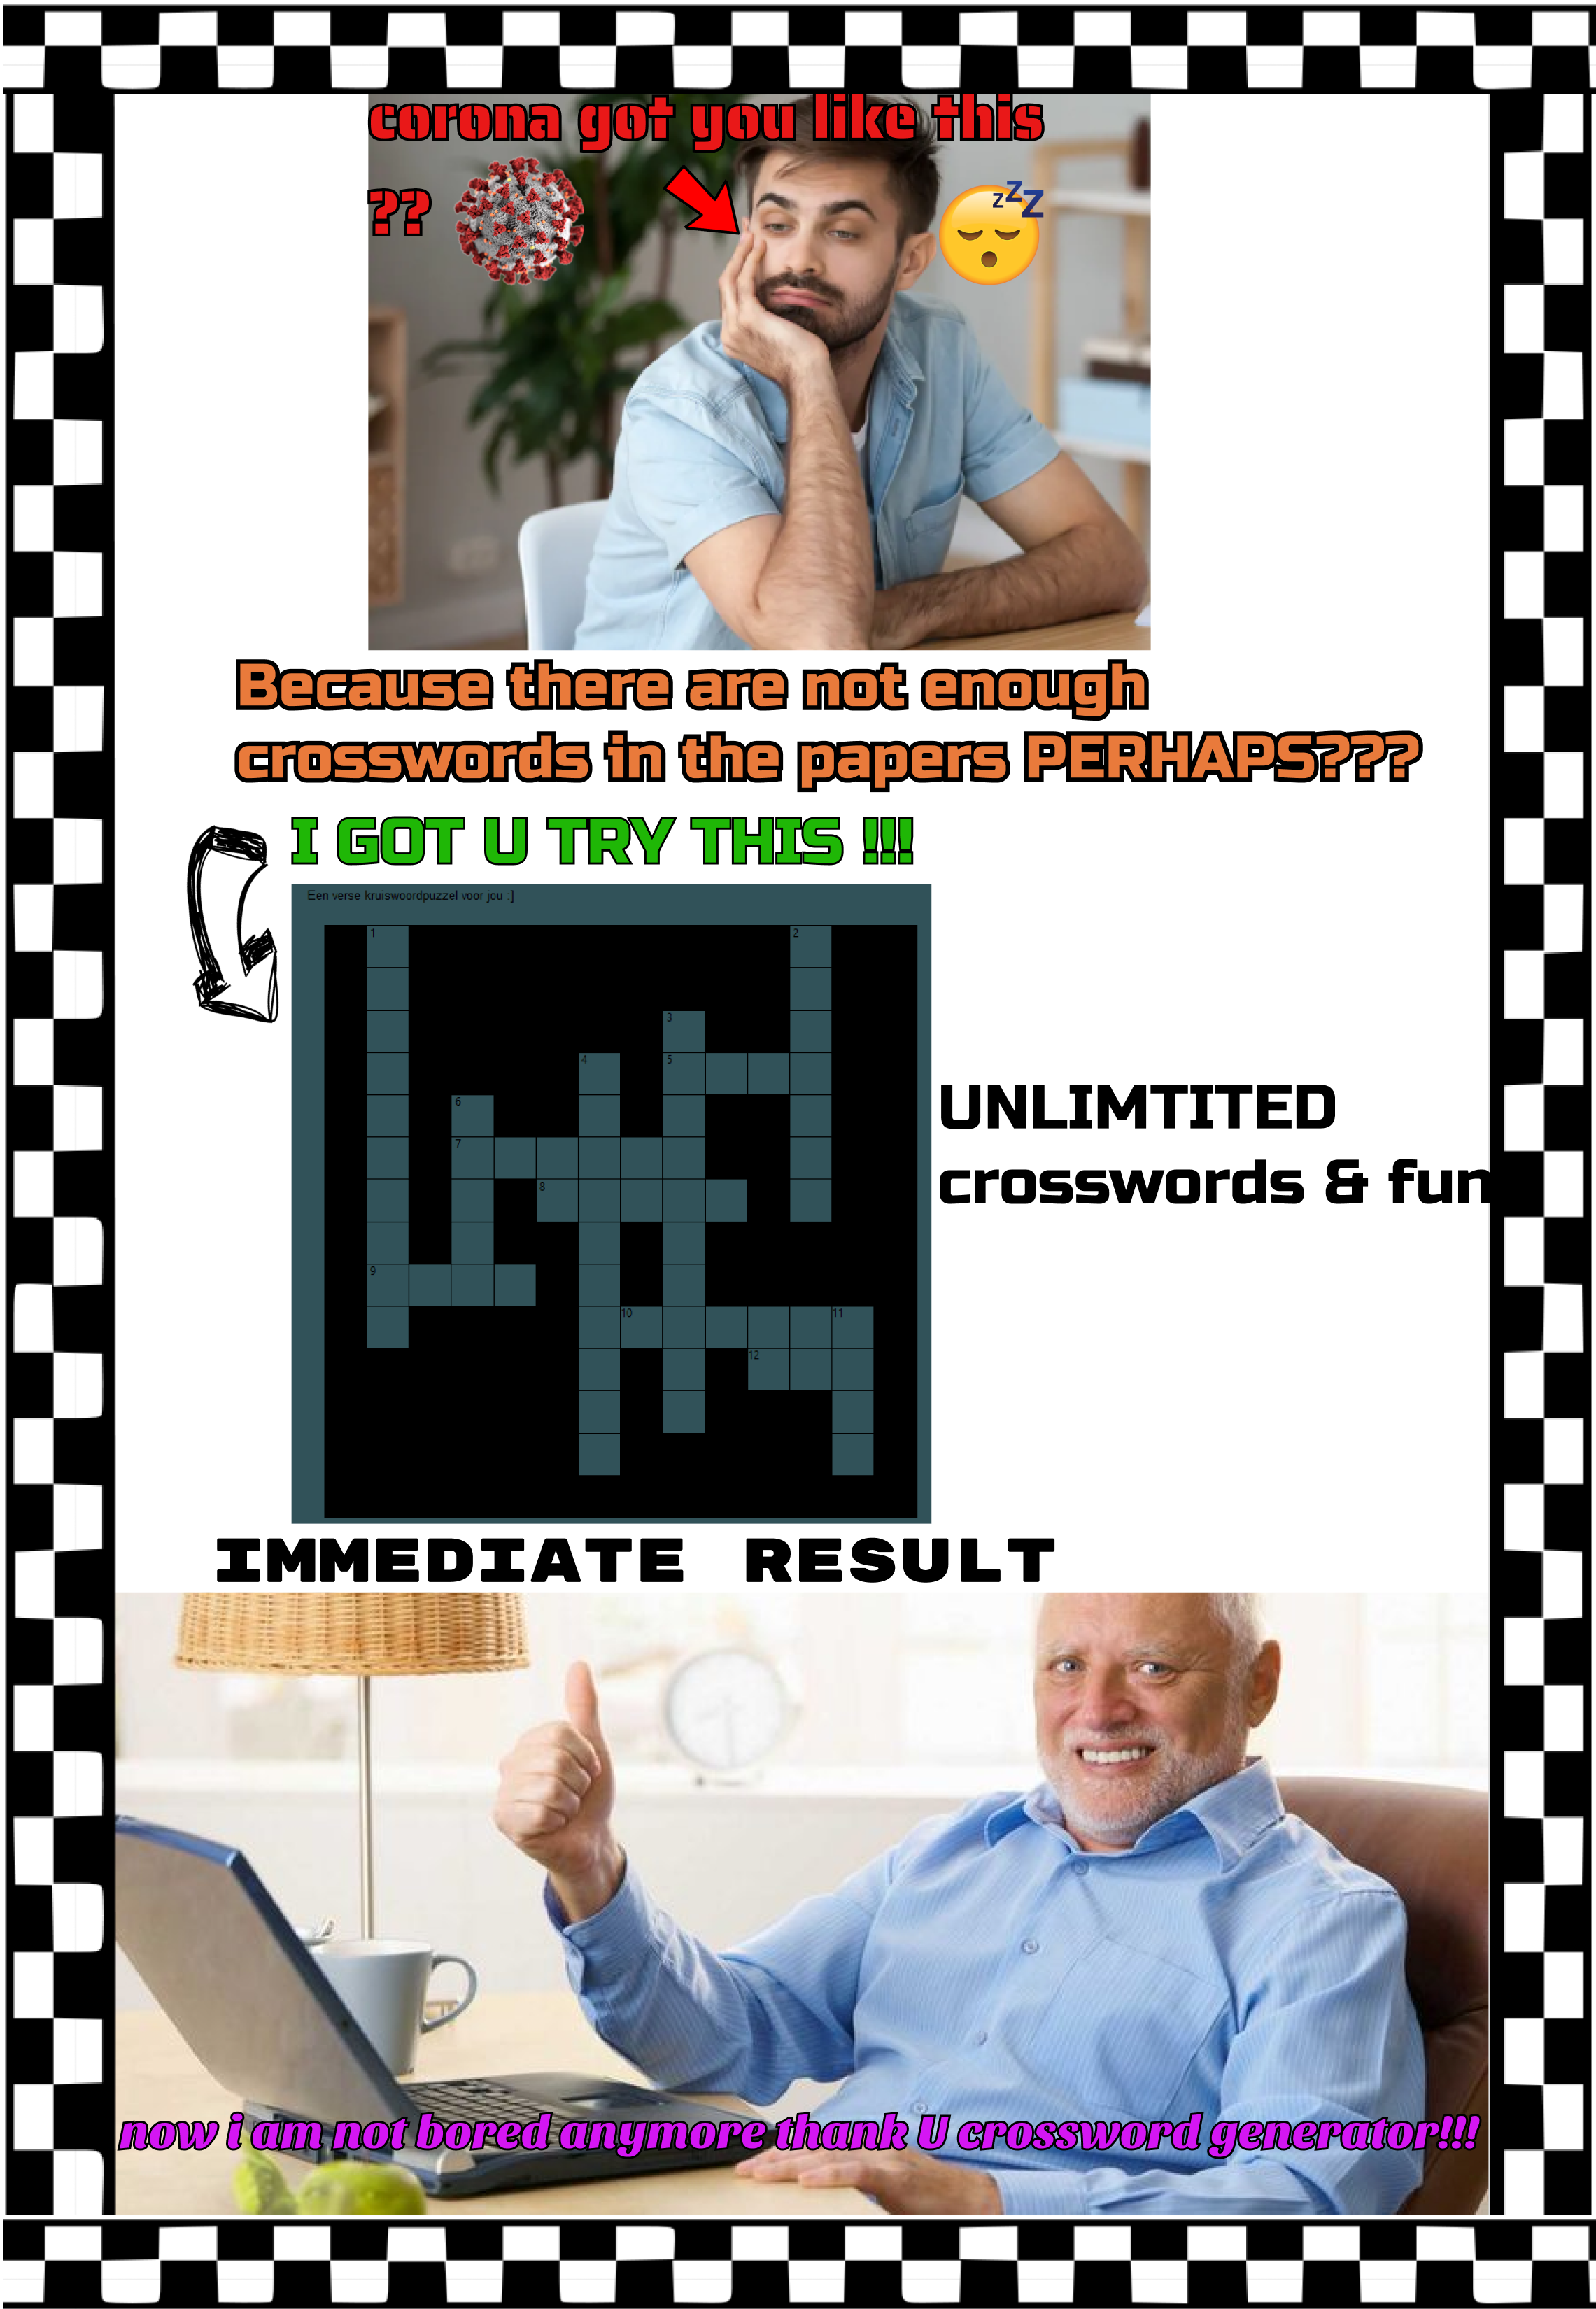 corona got you like this
??
zzz
Because there are not enough
crosswords in the papers PERHAPS???
I GOT U TRY THIS !!!
Een verse kruiswoordpuzzel voor jou :]
1 2
3
4 5
6
7
8
9
10 11
12
UNLIMTITED
crosswords & fun
IMMEDIATE RESULT
now i am not bored anymore thank U crossword generator!!!